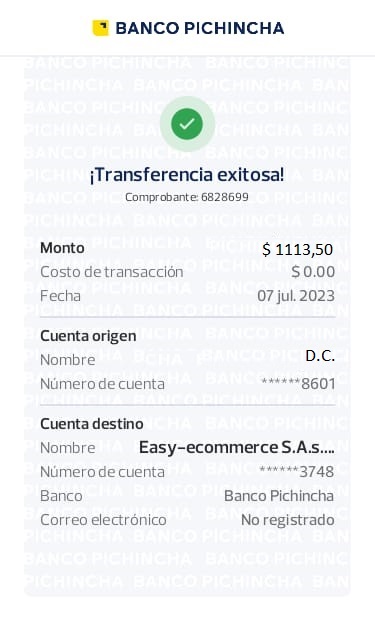 BANCO PICHINCHA
¡Transferencia exitosa!
Comprobante: 6828699
Monto $ 1113,50
Costo de transacción $ 0.00
Fecha 07 jul. 2023
Cuenta origen
Nombre D.C.
Número de cuenta ******8601
Cuenta destino
Nombre Easy-ecommerce S.A.s....
Número de cuenta ******3748
Banco Banco Pichincha
Correo electrónico No registrado